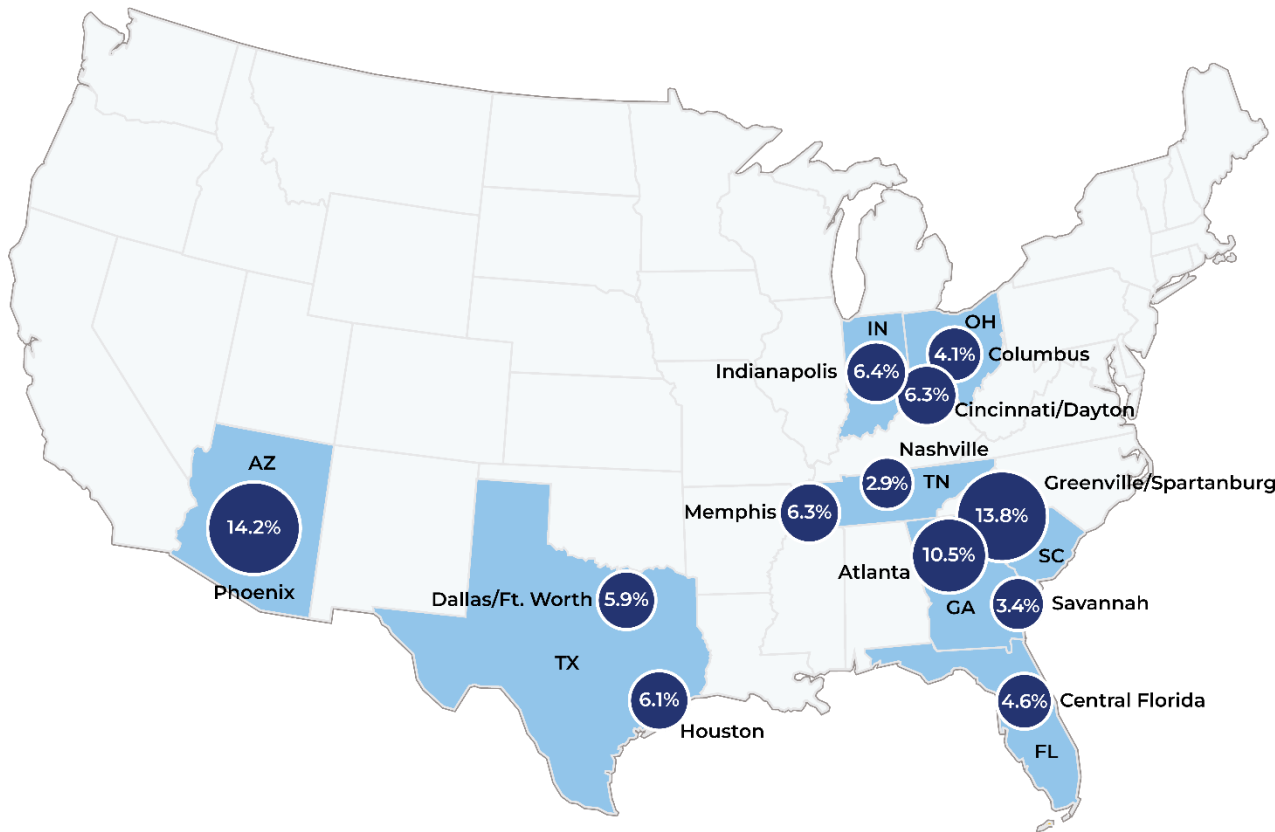 IN
OH
4.1%
Columbus
Indianapolis
6.4%
6.3%
Cincinnati/Dayton
Nashville
AZ
2.9%
TN
Greenville/Spartanburg
Memphis
6.3%
13.8%
14.2%
10.5%
SC
Atlanta
Phoenix
Dallas/Ft. Worth
5.9%
GA
3.4%
Savannah
TX
6.1%
4.6%
Central Florida
Houston
FL